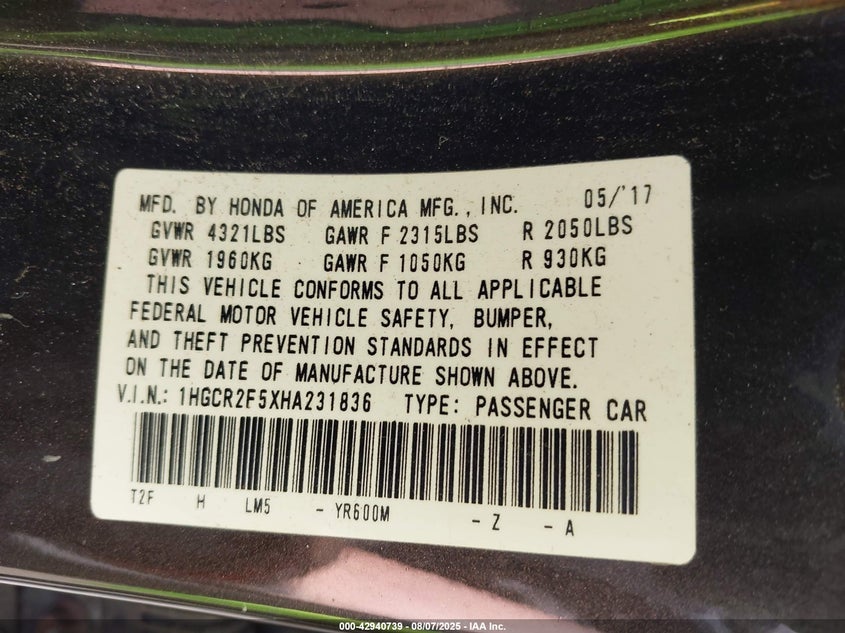 MFD. BY HONDA OF AMERICA MFG., INC. 05/'17
GVWR 4321LBS GAWR F 2315LBS R 2050LBS
GVWR 1960KG GAWR F 1050KG R 930KG
THIS VEHICLE CONFORMS TO ALL APPLICABLE
FEDERAL MOTOR VEHICLE SAFETY, BUMPER,
AND THEFT PREVENTION STANDARDS IN EFFECT
ON THE DATE OF MANUFACTURE SHOWN ABOVE.
V.I.N.: 1HGCR2F5XHA231836 TYPE: PASSENGER CAR
T2F H LM5 - YR600M - Z - A
000-42940739 - 08/07/2025 - IAA Inc.